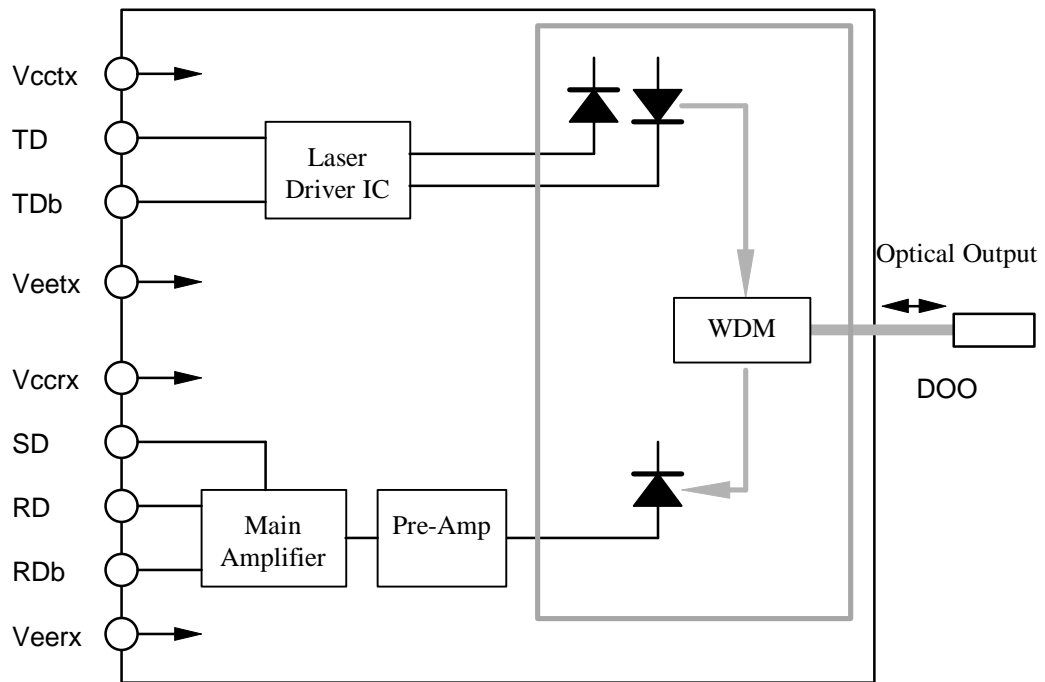 Vcctx
TD
TDb
Veetx
Vccrx
SD
RD
RDb
Veerx
Laser
Driver IC
Main
Amplifier
Pre-Amp
WDM
Optical Output
DOO